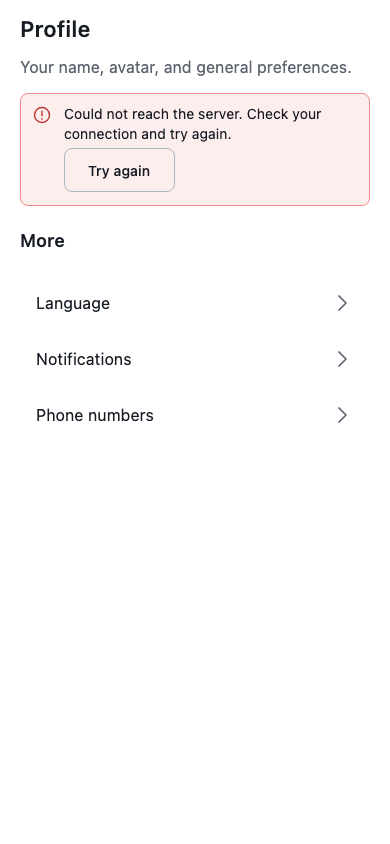 Profile
Your name, avatar, and general preferences.
Could not reach the server. Check your
connection and try again.
Try again
More
Language
Notifications
Phone numbers